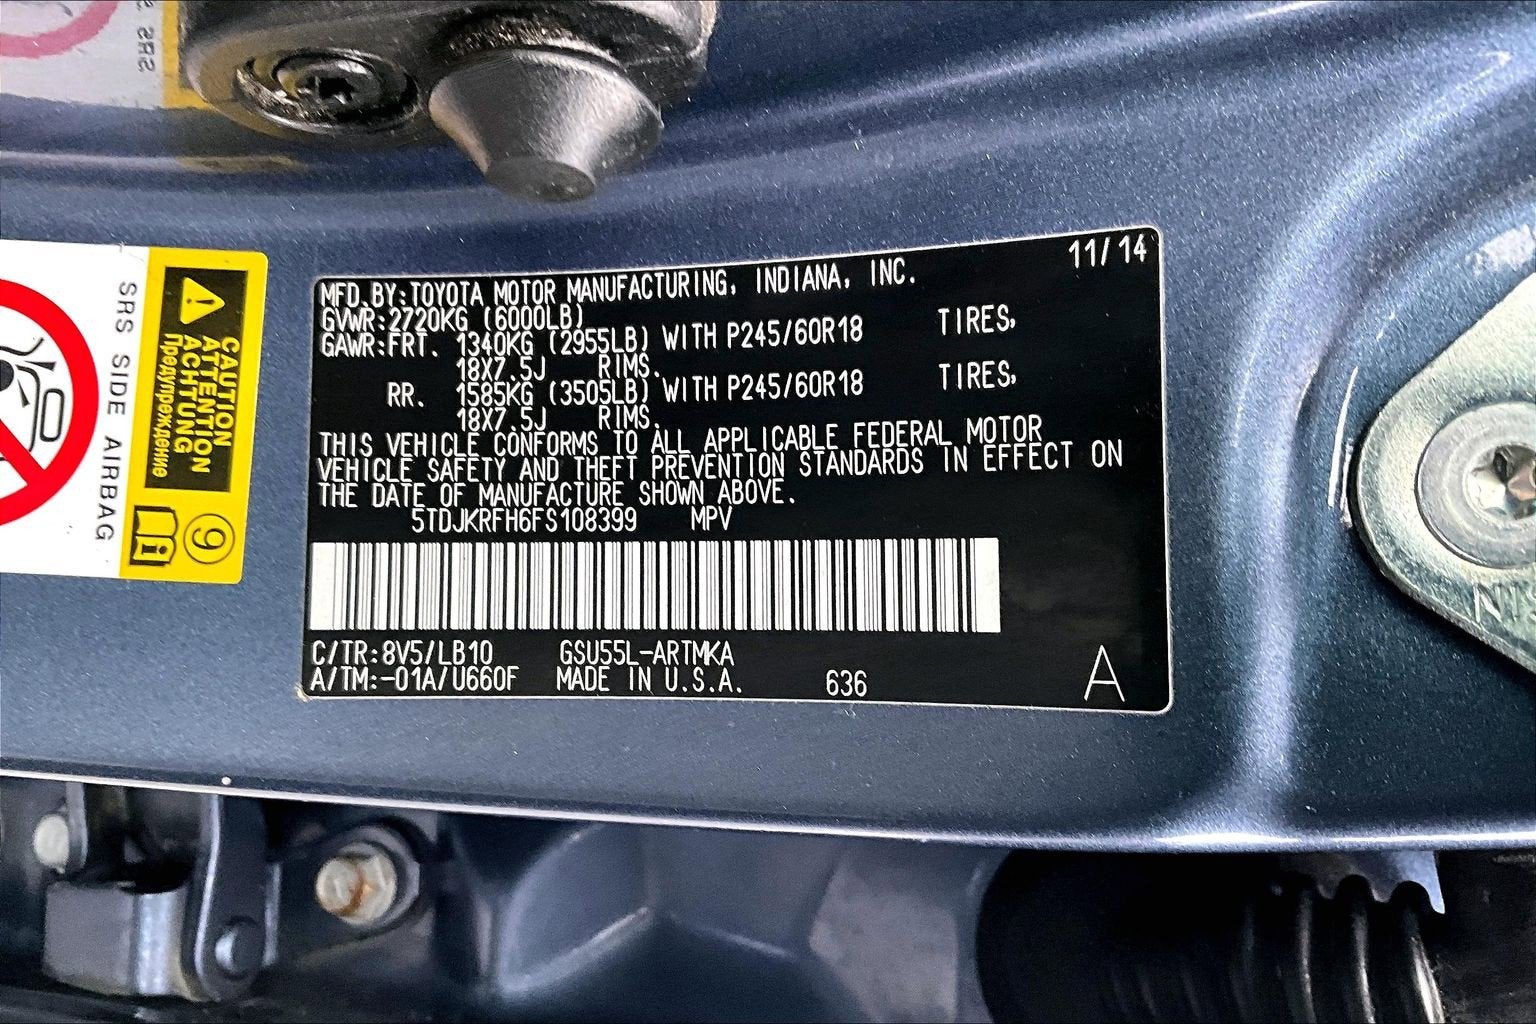 SRS
11/14
MFD.BY:TOYOTA MOTOR MANUFACTURING, INDIANA, INC.
GVWR:2720KG (6000LB)
GAWR:FRT. 1340KG (2955LB) WITH P245/60R18 TIRES,
18X7.5J RIMS.
RR. 1585KG (3505LB) WITH P245/60R18 TIRES,
18X7.5J RIMS.
THIS VEHICLE CONFORMS TO ALL APPLICABLE FEDERAL MOTOR
VEHICLE SAFETY AND THEFT PREVENTION STANDARDS IN EFFECT ON
THE DATE OF MANUFACTURE SHOWN ABOVE.
5TDJKRFH6FS108399 MPV
C/TR:8V5/LB10 GSU55L-ARTMKA
A/TM:-01A/U660F MADE IN U.S.A. 636 A
CAUTION
ATTENTION
ACHTUNG
Предупреждение
SRS SIDE AIRBAG
9